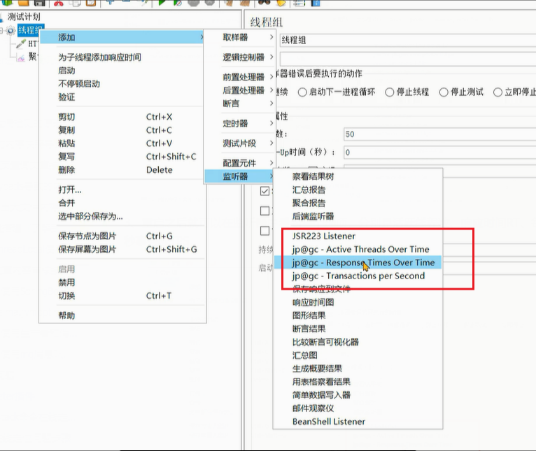 测试计划
线程组
HT
聚
添加
为子线程添加响应时间
启动
不停顿启动
验证
剪切 Ctrl+X
复制 Ctrl+C
粘贴 Ctrl+V
复写 Ctrl+Shift+C
删除 Delete
打开...
合并
选中部分保存为...
保存节点为图片 Ctrl+G
保存屏幕为图片 Ctrl+Shift+G
启用
禁用
切换 Ctrl+T
帮助
取样器
逻辑控制器
前置处理器
后置处理器
断言
定时器
测试片段
配置元件
监听器
察看结果树
汇总报告
聚合报告
后端监听器
JSR223 Listener
jp@gc - Active Threads Over Time
jp@gc - Response Times Over Time
jp@gc - Transactions per Second
保存响应到文件
响应时间图
图形结果
断言结果
比较断言可视化器
汇总图
生成概要结果
用表格察看结果
简单数据写入器
邮件观察仪
BeanShell Listener
线程组
线程组
器错误后要执行的动作
继续 启动下一进程循环 停止线程 停止测试 立即停止
属性
数: 50
-Up时间(秒): 0
持续
启动